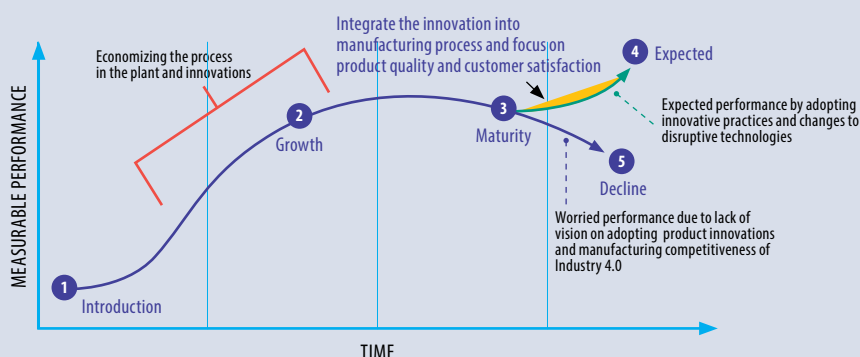 Integrate the innovation into
manufacturing process and focus on
product quality and customer satisfaction
Economizing the process
in the plant and innovations
4 Expected
Expected performance by adopting
innovative practices and changes to
disruptive technologies
2
Growth
3
Maturity
5
Decline
Worried performance due to lack of
vision on adopting product innovations
and manufacturing competitiveness of
Industry 4.0
1
Introduction
MEASURABLE PERFORMANCE
TIME